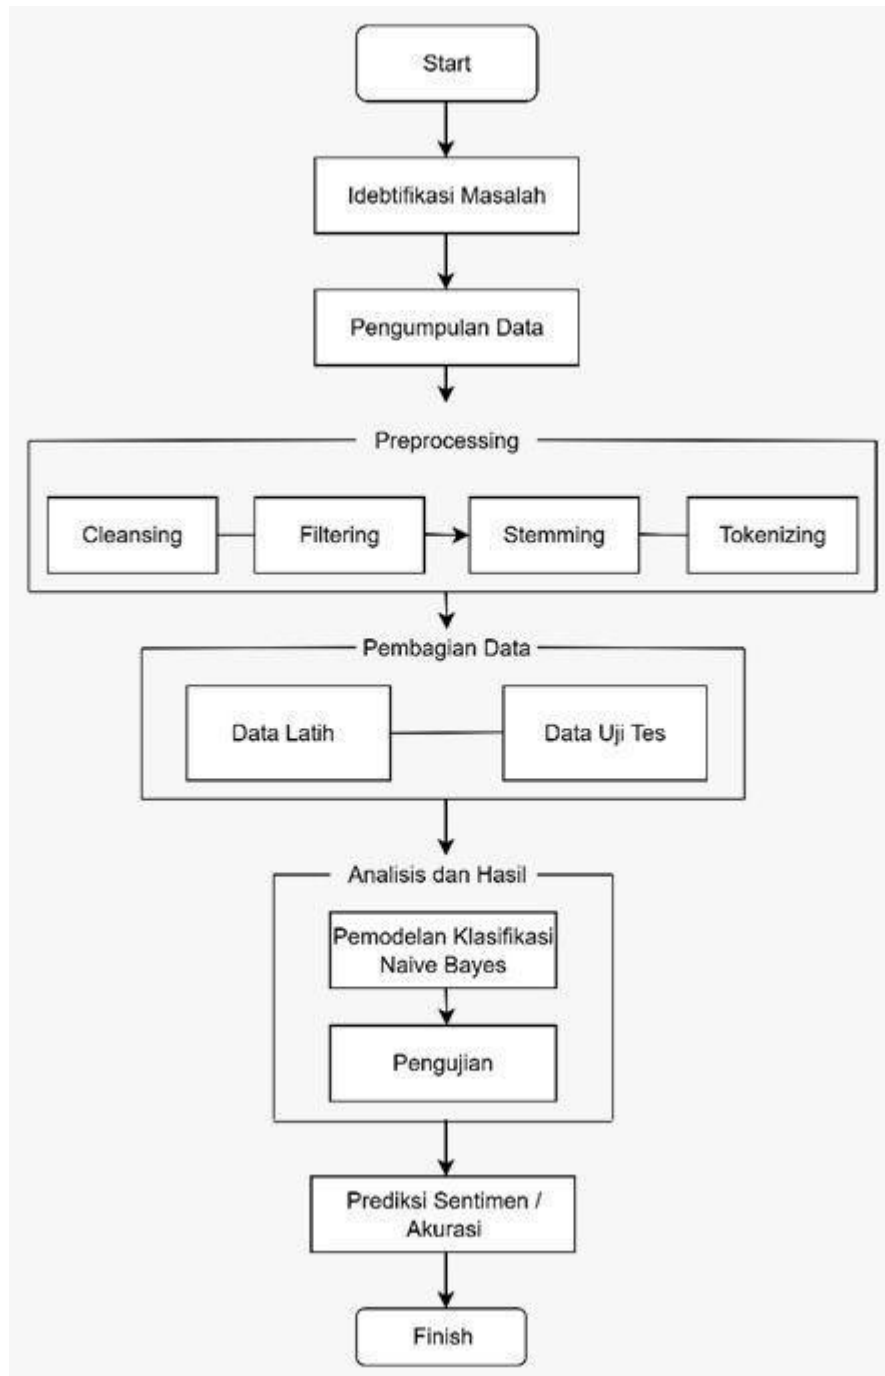 Start
Idebtifikasi Masalah
Pengumpulan Data
Preprocessing
Cleansing
Filtering
Stemming
Tokenizing
Pembagian Data
Data Latih
Data Uji Tes
Analisis dan Hasil
Pemodelan Klasifikasi
Naive Bayes
Pengujian
Prediksi Sentimen /
Akurasi
Finish